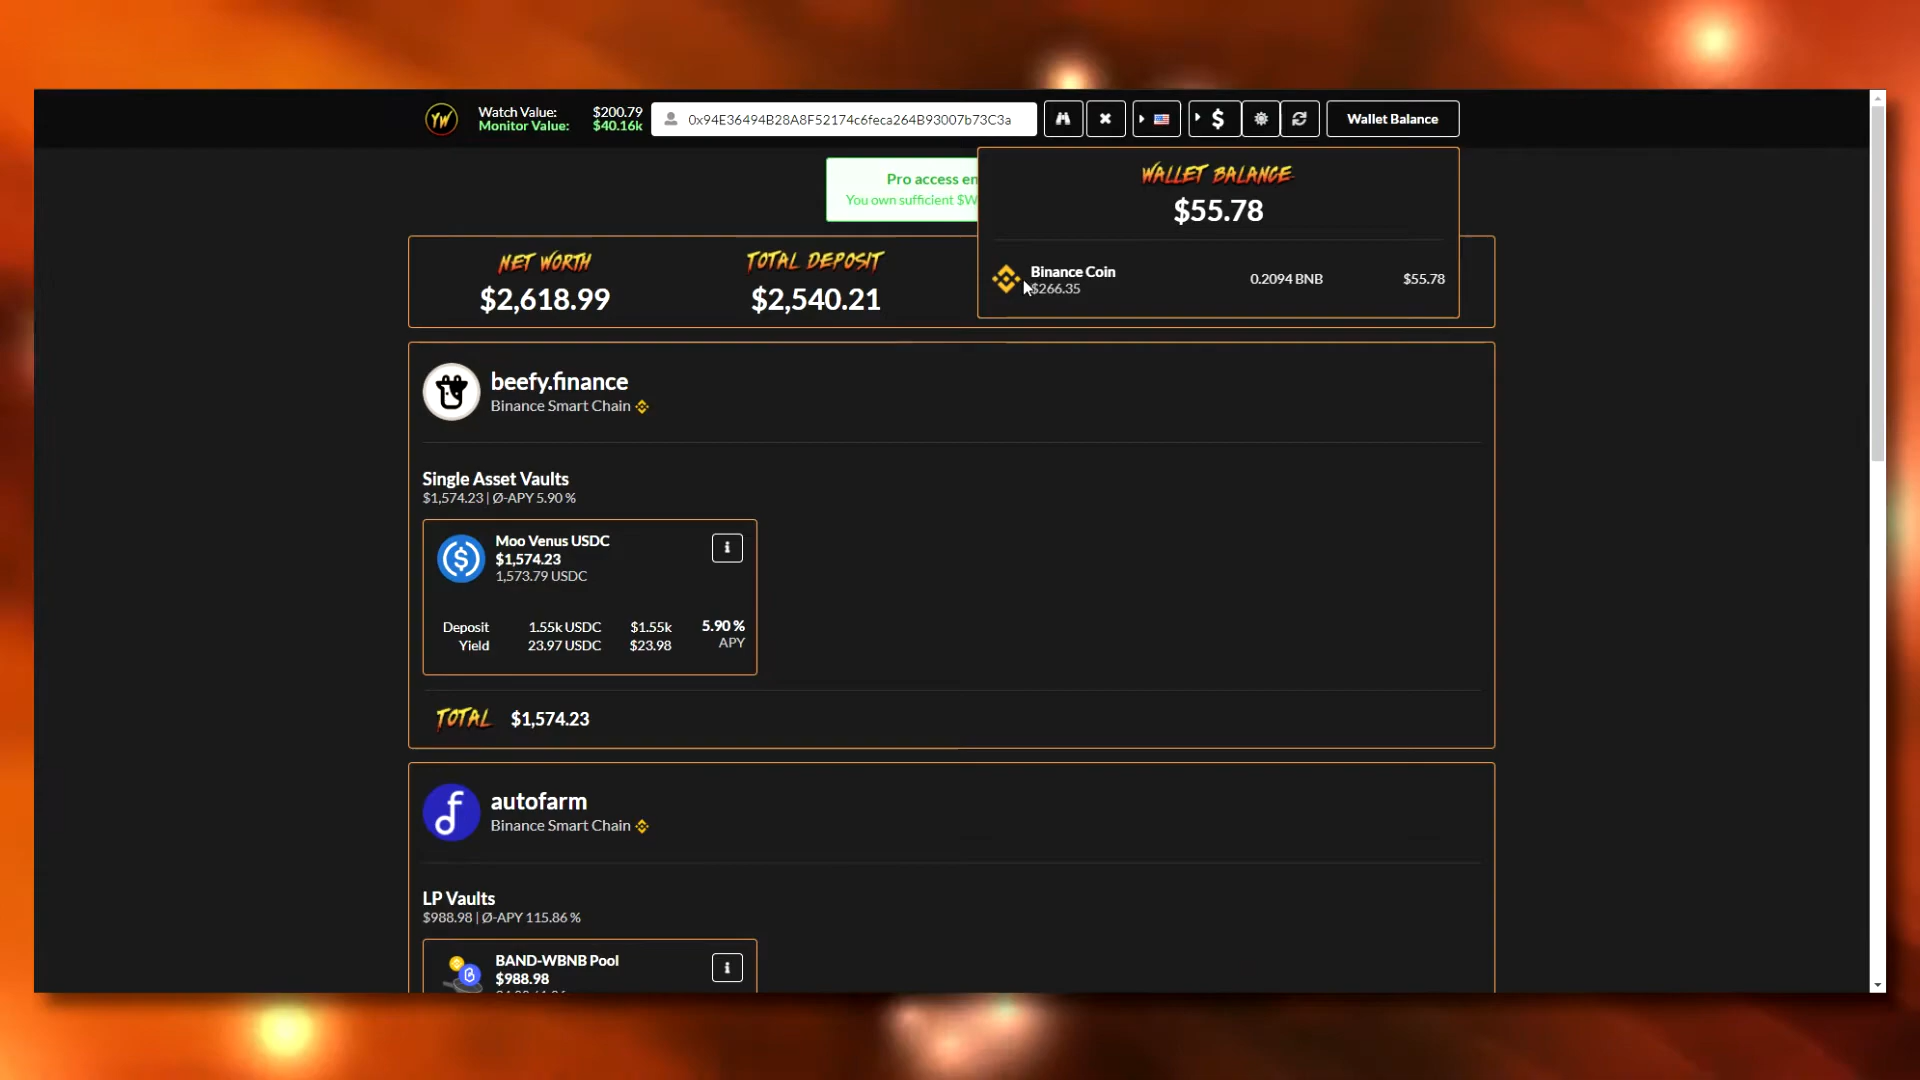 YW
Watch Value: $200.79
Monitor Value: $40.16k
0x94E36494B28A8F52174c6feca264B93007b73C3a
$
Wallet Balance
Pro access en
You own sufficient $W
WALLET BALANCE
$55.78
Binance Coin
$266.35
0.2094 BNB
$55.78
NET WORTH
$2,618.99
TOTAL DEPOSIT
$2,540.21
beefy.finance
Binance Smart Chain
Single Asset Vaults
$1,574.23 | Ø-APY 5.90 %
Moo Venus USDC
$1,574.23
1,573.79 USDC
i
Deposit 1.55k USDC $1.55k
Yield 23.97 USDC $23.98
5.90 %
APY
TOTAL $1,574.23
autofarm
Binance Smart Chain
LP Vaults
$988.98 | Ø-APY 115.86 %
BAND-WBNB Pool
$988.98
i